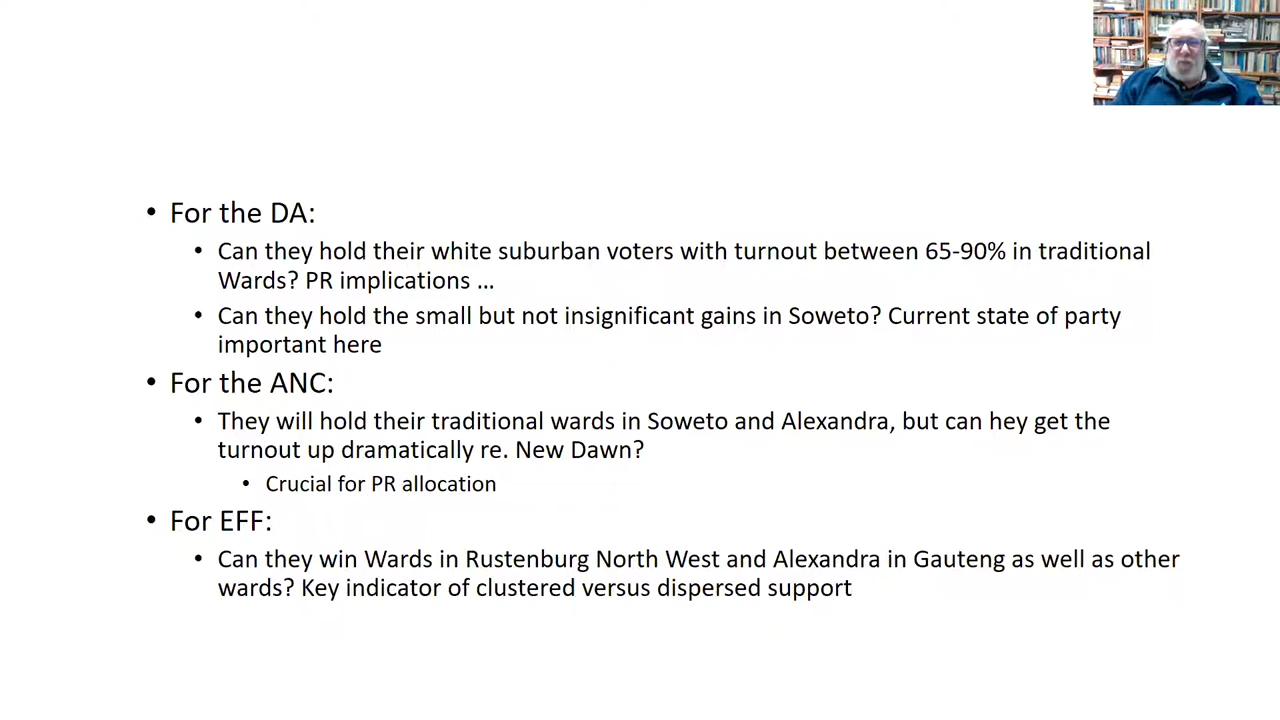 • For the DA:
• Can they hold their white suburban voters with turnout between 65-90% in traditional
Wards? PR implications ...
• Can they hold the small but not insignificant gains in Soweto? Current state of party
important here
• For the ANC:
• They will hold their traditional wards in Soweto and Alexandra, but can hey get the
turnout up dramatically re. New Dawn?
• Crucial for PR allocation
• For EFF:
• Can they win Wards in Rustenburg North West and Alexandra in Gauteng as well as other
wards? Key indicator of clustered versus dispersed support